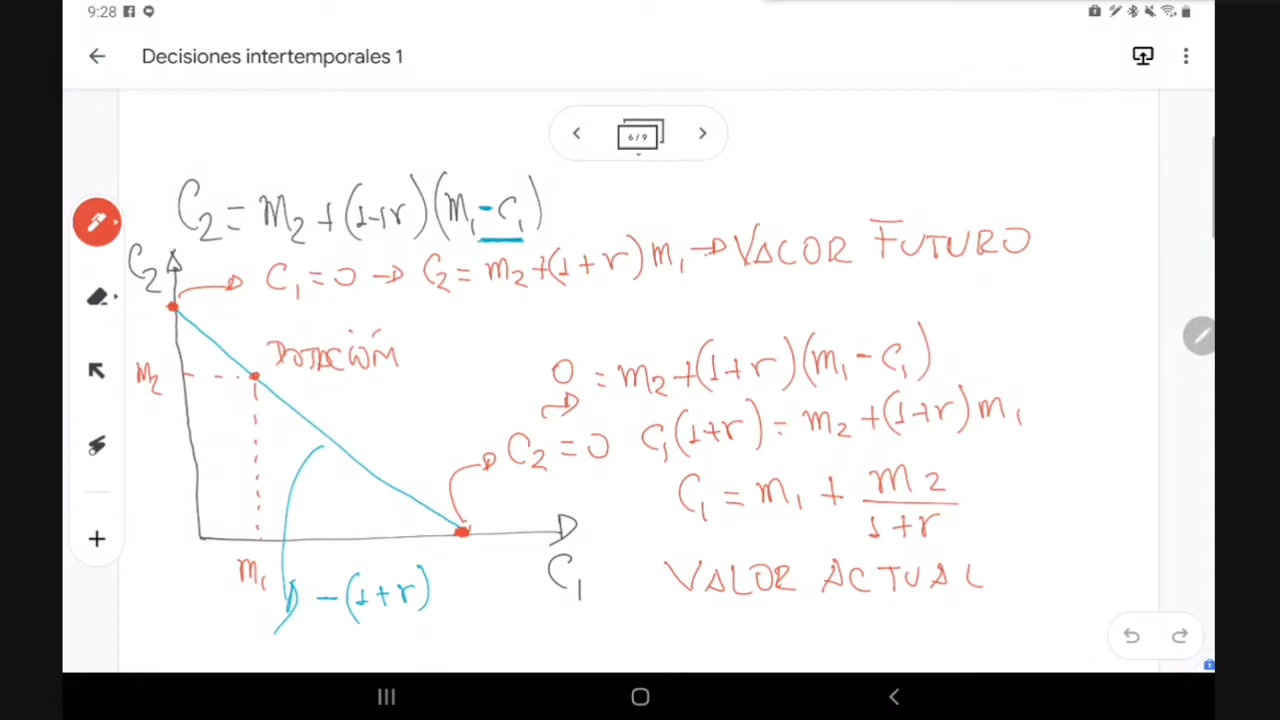 9:28
Decisiones intertemporales 1
6/9
C₂ = m₂ + (1+r)(m₁ - C₁)
C₂
C₁ = 0 → C₂ = m₂ + (1+r) m₁ → VALOR FUTURO
DOTACIÓN
m₂
0 = m₂ + (1+r)(m₁ - C₁)
C₂ = 0
C₁(1+r) = m₂ + (1+r) m₁
C₁ = m₁ + m₂/(1+r)
m₁
-(1+r)
C₁
VALOR ACTUAL